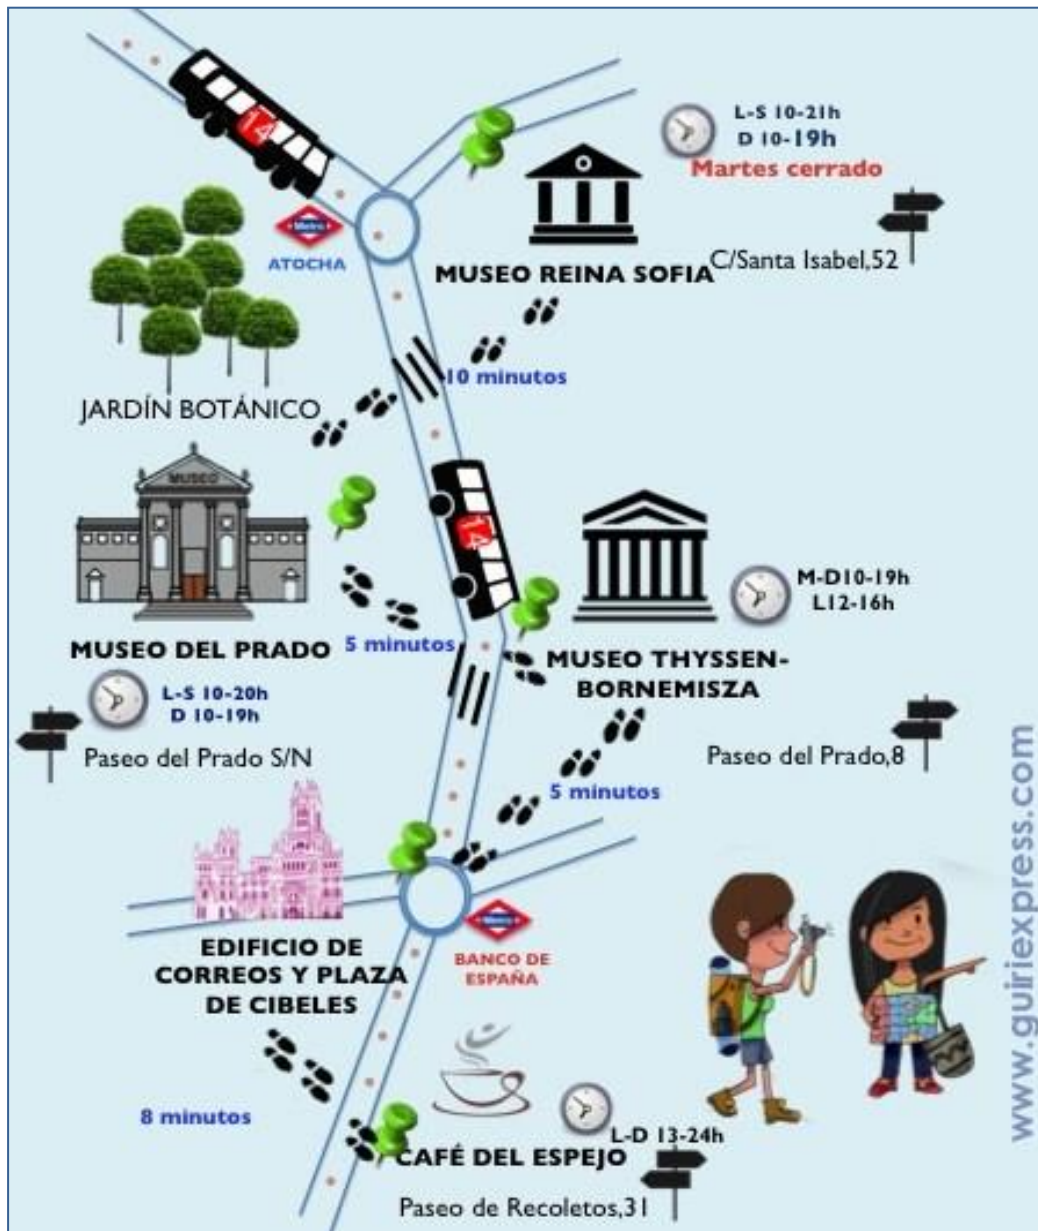 14
L-S 10-21h
D 10-19h
Martes cerrado
Metro
ATOCHA
MUSEO REINA SOFIA
C/Santa Isabel,52
10 minutos
JARDÍN BOTÁNICO
MUSEO
14
M-D10-19h
L12-16h
MUSEO DEL PRADO
5 minutos
MUSEO THYSSEN-
BORNEMISZA
L-S 10-20h
D 10-19h
Paseo del Prado S/N
Paseo del Prado,8
5 minutos
EDIFICIO DE
CORREOS Y PLAZA
DE CIBELES
Metro
BANCO DE
ESPAÑA
8 minutos
L-D 13-24h
CAFÉ DEL ESPEJO
Paseo de Recoletos,31
www.guiriexpress.com